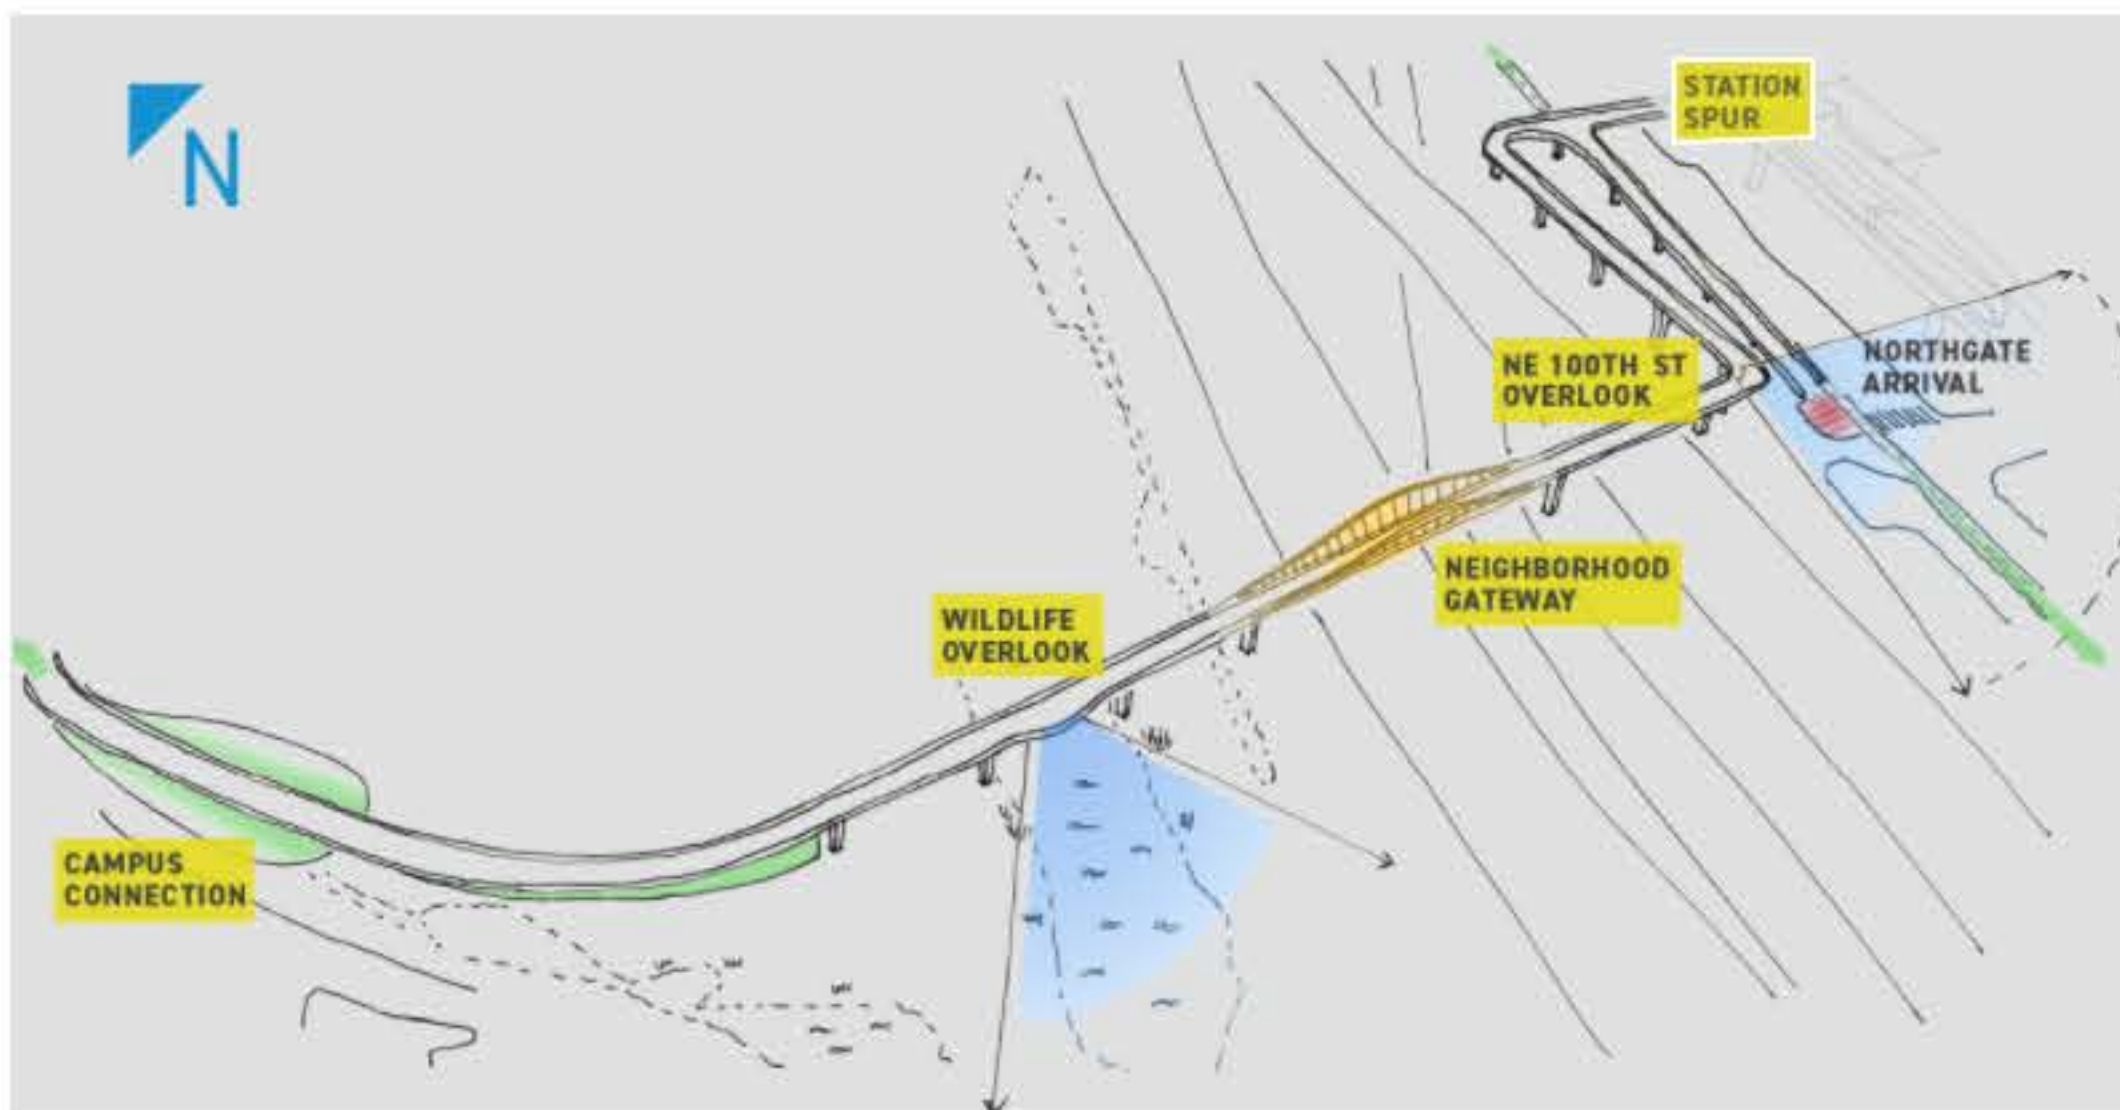 N
STATION
SPUR
NORTHGATE
ARRIVAL
NE 100TH ST
OVERLOOK
NEIGHBORHOOD
GATEWAY
WILDLIFE
OVERLOOK
CAMPUS
CONNECTION